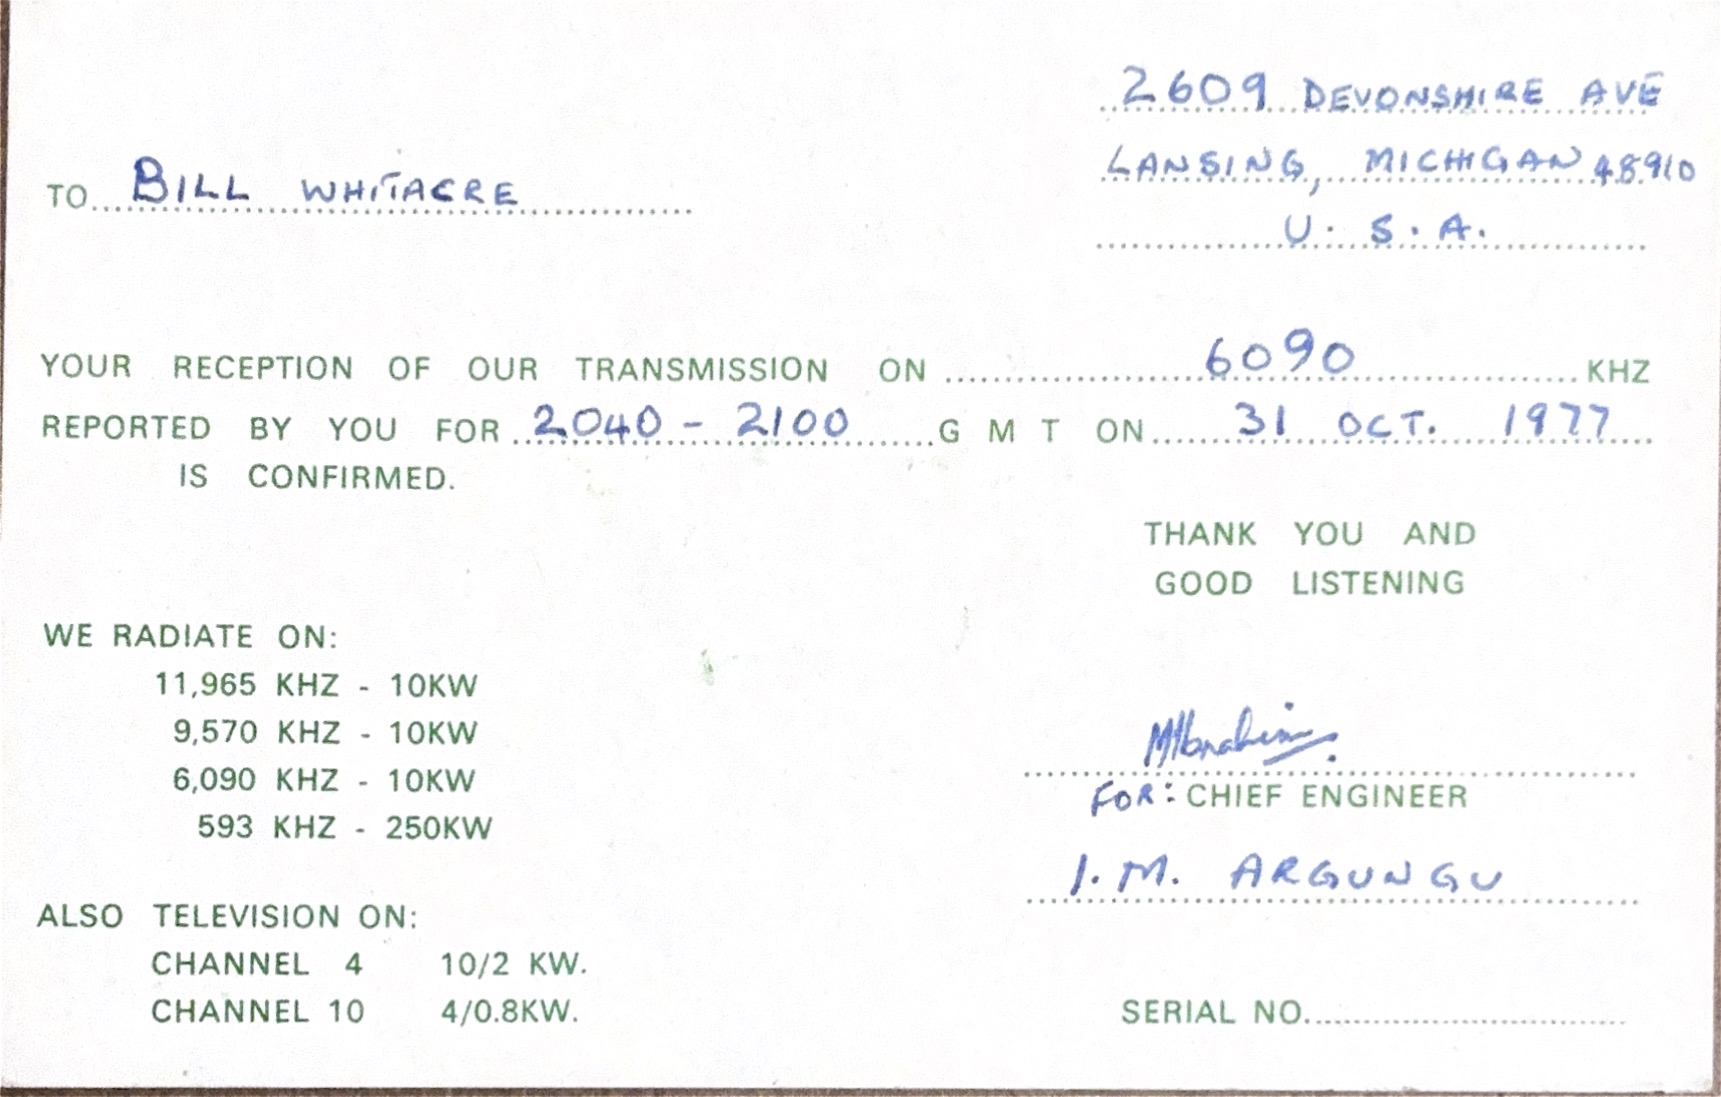 2609 DEVONSHIRE AVE
LANSING, MICHIGAN 48910
U.S.A.
TO BILL WHITACRE
YOUR RECEPTION OF OUR TRANSMISSION ON 6090 KHZ
REPORTED BY YOU FOR 2040 - 2100 G M T ON 31 OCT. 1977
IS CONFIRMED.
THANK YOU AND
GOOD LISTENING
WE RADIATE ON:
11,965 KHZ - 10KW
9,570 KHZ - 10KW
6,090 KHZ - 10KW
593 KHZ - 250KW
MIbrahim.
FOR: CHIEF ENGINEER
I.M. ARGUNGU
ALSO TELEVISION ON:
CHANNEL 4 10/2 KW.
CHANNEL 10 4/0.8KW.
SERIAL NO.